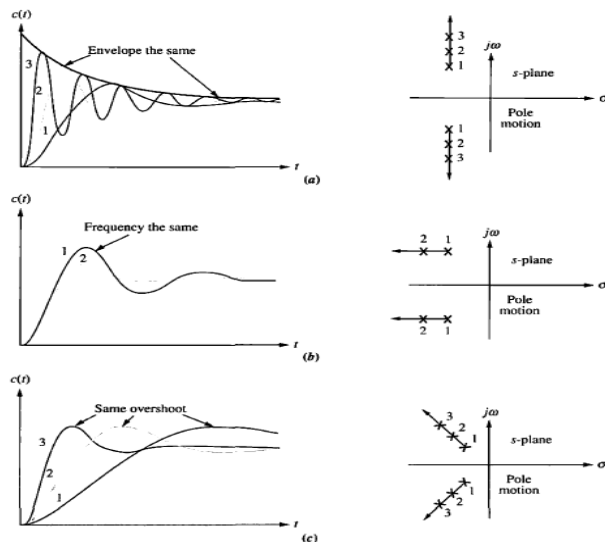 c(t)
3
Envelope the same
2
1
t
(a)
jω
3
2
1
s-plane
σ
1
Pole
2
motion
3
c(t)
Frequency the same
1
2
t
(b)
jω
2 1
s-plane
σ
Pole
motion
2 1
c(t)
Same overshoot
3
2
1
t
(c)
jω
3
2
1
s-plane
σ
1
Pole
2
motion
3